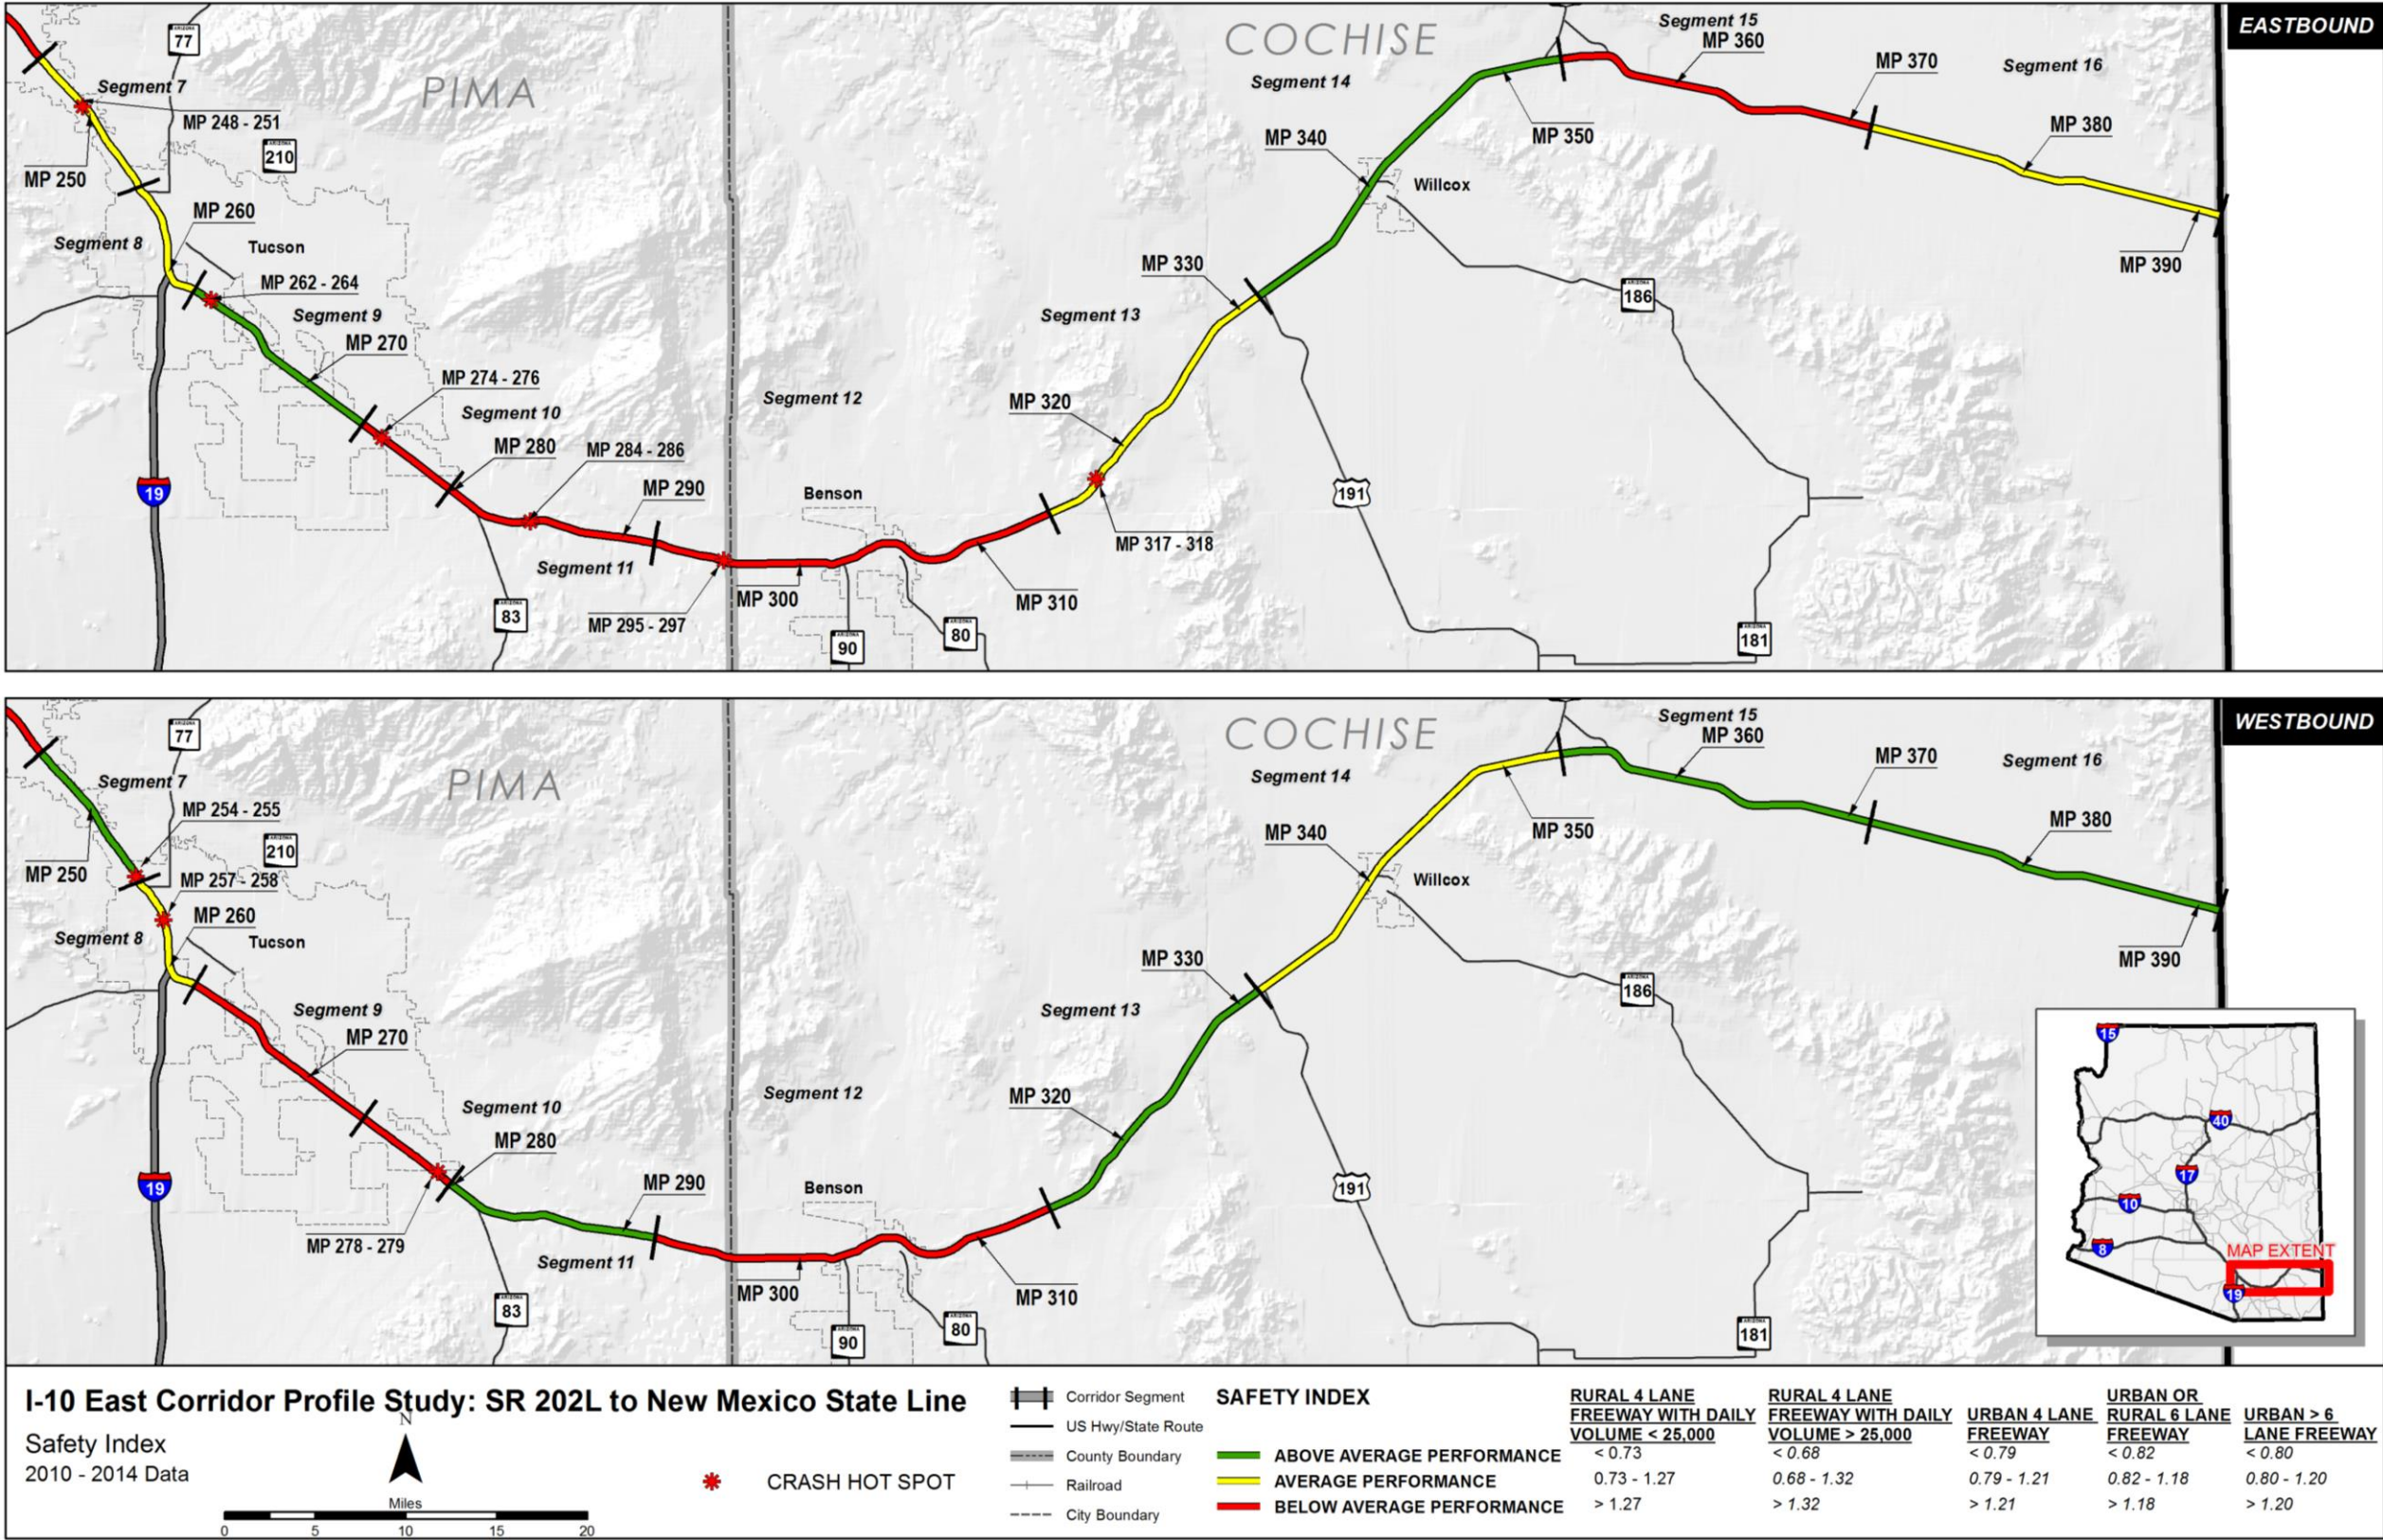 EASTBOUND
COCHISE
PIMA
Segment 15
MP 360
Segment 14
MP 370
Segment 16
ARIZONA
77
Segment 7
MP 248 - 251
ARIZONA
210
MP 250
MP 340
MP 350
MP 380
Willcox
MP 260
Segment 8
Tucson
MP 262 - 264
MP 330
MP 390
Segment 9
Segment 13
ARIZONA
186
MP 270
MP 274 - 276
Segment 12
MP 320
Segment 10
MP 280
MP 284 - 286
MP 290
Benson
19
191
MP 317 - 318
Segment 11
MP 300
MP 310
ARIZONA
83
MP 295 - 297
ARIZONA
90
ARIZONA
80
ARIZONA
181
WESTBOUND
COCHISE
PIMA
Segment 15
MP 360
Segment 14
MP 370
Segment 16
ARIZONA
77
Segment 7
MP 254 - 255
ARIZONA
210
MP 250
MP 257 - 258
MP 340
MP 350
MP 380
Willcox
MP 260
Segment 8
Tucson
MP 330
MP 390
Segment 9
Segment 13
ARIZONA
186
MP 270
Segment 12
MP 320
Segment 10
MP 280
MP 290
Benson
19
191
MP 278 - 279
Segment 11
MP 300
MP 310
ARIZONA
83
ARIZONA
90
ARIZONA
80
ARIZONA
181
15
40
17
10
8
MAP EXTENT
19
I-10 East Corridor Profile Study: SR 202L to New Mexico State Line
Safety Index
2010 - 2014 Data
N
Miles
0 5 10 15 20
CRASH HOT SPOT
Corridor Segment
US Hwy/State Route
County Boundary
Railroad
City Boundary
SAFETY INDEX
ABOVE AVERAGE PERFORMANCE
AVERAGE PERFORMANCE
BELOW AVERAGE PERFORMANCE
RURAL 4 LANE
FREEWAY WITH DAILY
VOLUME < 25,000
< 0.73
0.73 - 1.27
> 1.27
RURAL 4 LANE
FREEWAY WITH DAILY
VOLUME > 25,000
< 0.68
0.68 - 1.32
> 1.32
URBAN 4 LANE
FREEWAY
< 0.79
0.79 - 1.21
> 1.21
URBAN OR
RURAL 6 LANE
FREEWAY
< 0.82
0.82 - 1.18
> 1.18
URBAN > 6
LANE FREEWAY
< 0.80
0.80 - 1.20
> 1.20